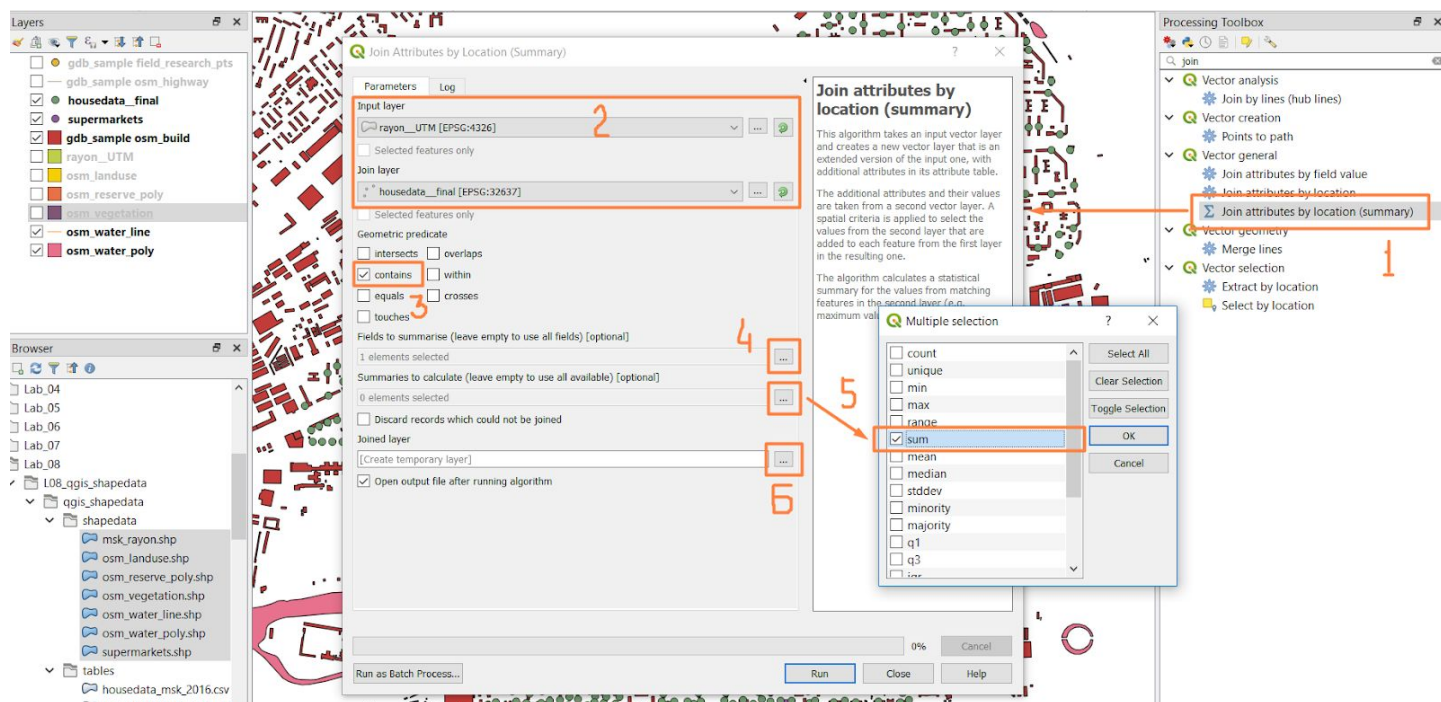 Layers
gdb_sample field_research_pts
gdb_sample osm_highway
housedata__final
supermarkets
gdb_sample osm_build
rayon__UTM
osm_landuse
osm_reserve_poly
osm_vegetation
osm_water_line
osm_water_poly
Browser
Lab_04
Lab_05
Lab_06
Lab_07
Lab_08
L08_qgis_shapedata
qgis_shapedata
shapedata
msk_rayon.shp
osm_landuse.shp
osm_reserve_poly.shp
osm_vegetation.shp
osm_water_line.shp
osm_water_poly.shp
supermarkets.shp
tables
housedata_msk_2016.csv
Join Attributes by Location (Summary)
Parameters Log
Input layer
2
rayon__UTM [EPSG:4326]
Selected features only
Join layer
housedata__final [EPSG:32637]
Selected features only
Geometric predicate
intersects overlaps
contains within
equals crosses
3
touches
Fields to summarise (leave empty to use all fields) [optional]
4
1 elements selected
Summaries to calculate (leave empty to use all available) [optional]
0 elements selected
5
Discard records which could not be joined
Joined layer
[Create temporary layer]
6
Open output file after running algorithm
0% Cancel
Run as Batch Process... Run Close Help
Join attributes by
location (summary)
This algorithm takes an input vector layer
and creates a new vector layer that is an
extended version of the input one, with
additional attributes in its attribute table.
The additional attributes and their values
are taken from a second vector layer. A
spatial criteria is applied to select the
values from the second layer that are
added to each feature from the first layer
in the resulting one.
The algorithm calculates a statistical
summary for the values from matching
features in the second layer (e.g.
maximum
Multiple selection
count
unique
min
max
range
sum
mean
median
stddev
minority
majority
q1
q3
iqr
Select All
Clear Selection
Toggle Selection
OK
Cancel
Processing Toolbox
join
Vector analysis
Join by lines (hub lines)
Vector creation
Points to path
Vector general
Join attributes by field value
Join attributes by location
Join attributes by location (summary)
1
Vector geometry
Merge lines
Vector selection
Extract by location
Select by location